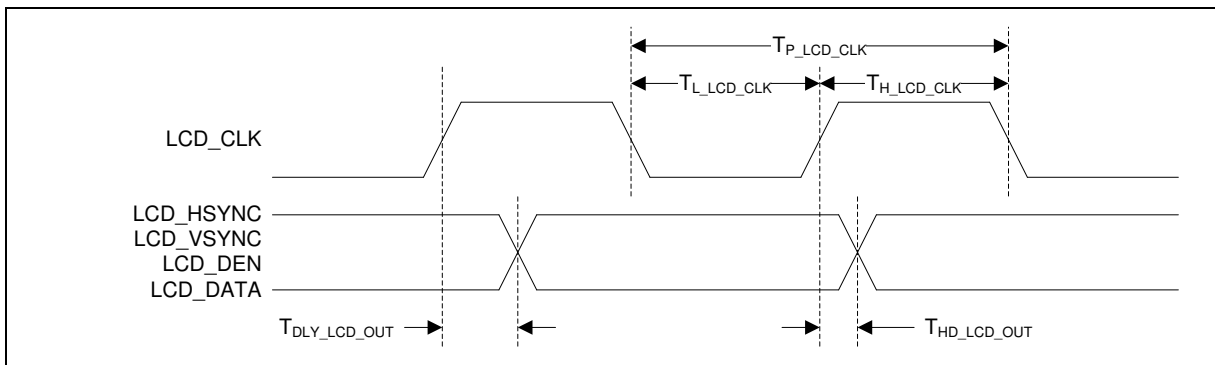 T_P_LCD_CLK
T_L_LCD_CLK T_H_LCD_CLK
LCD_CLK
LCD_HSYNC
LCD_VSYNC
LCD_DEN
LCD_DATA
T_DLY_LCD_OUT T_HD_LCD_OUT